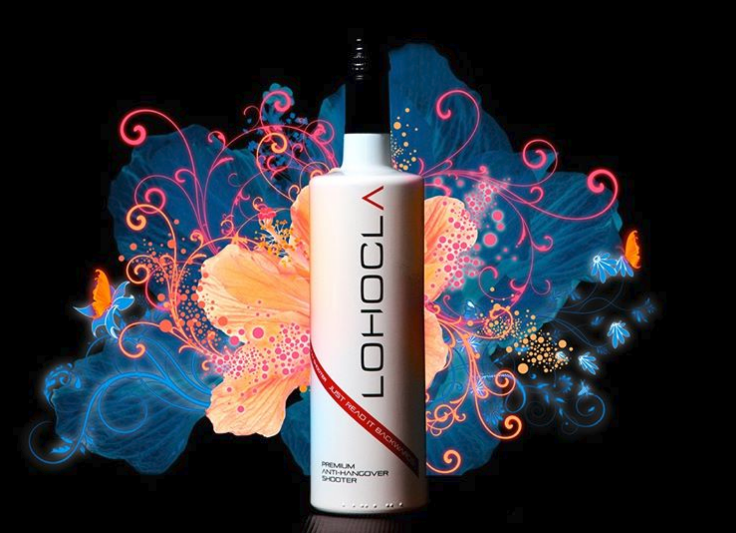 LOHOCLA
JUST READ IT BACKWARDS
PREMIUM
ANTI-HANGOVER
SHOOTER